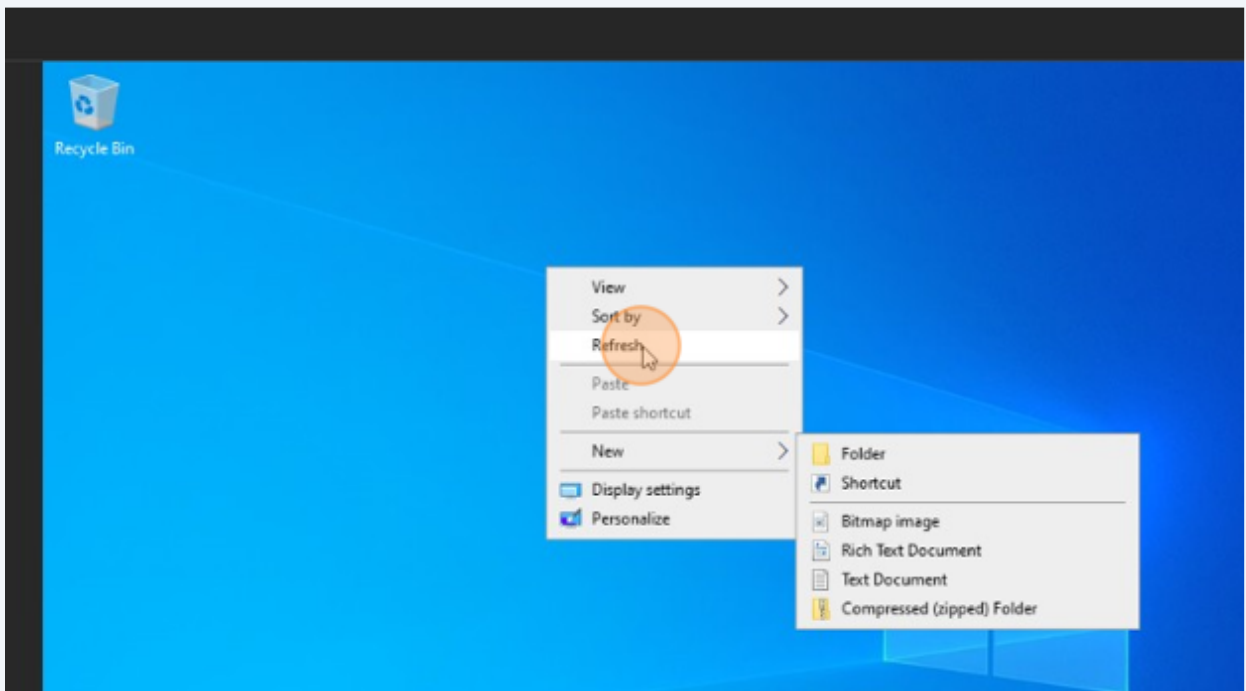 Recycle Bin
View
Sort by
Refresh
Paste
Paste shortcut
New
Display settings
Personalize
Folder
Shortcut
Bitmap image
Rich Text Document
Text Document
Compressed (zipped) Folder